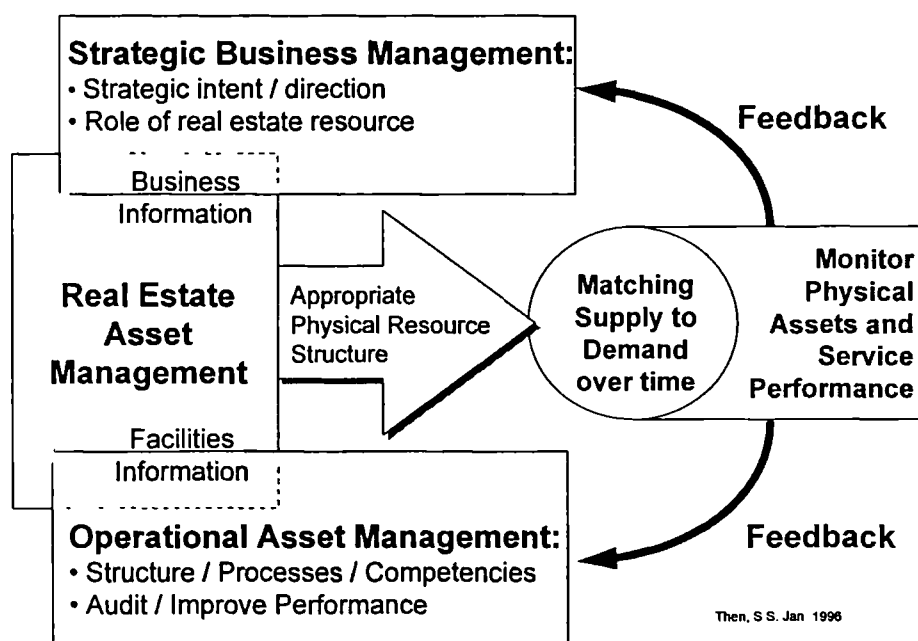 Strategic Business Management:
• Strategic intent / direction
• Role of real estate resource
Feedback
Business
Information
Real Estate
Asset
Management
Appropriate
Physical Resource
Structure
Matching
Supply to
Demand
over time
Monitor
Physical
Assets and
Service
Performance
Facilities
Information
Operational Asset Management:
• Structure / Processes / Competencies
• Audit / Improve Performance
Feedback
Then, S S. Jan 1996